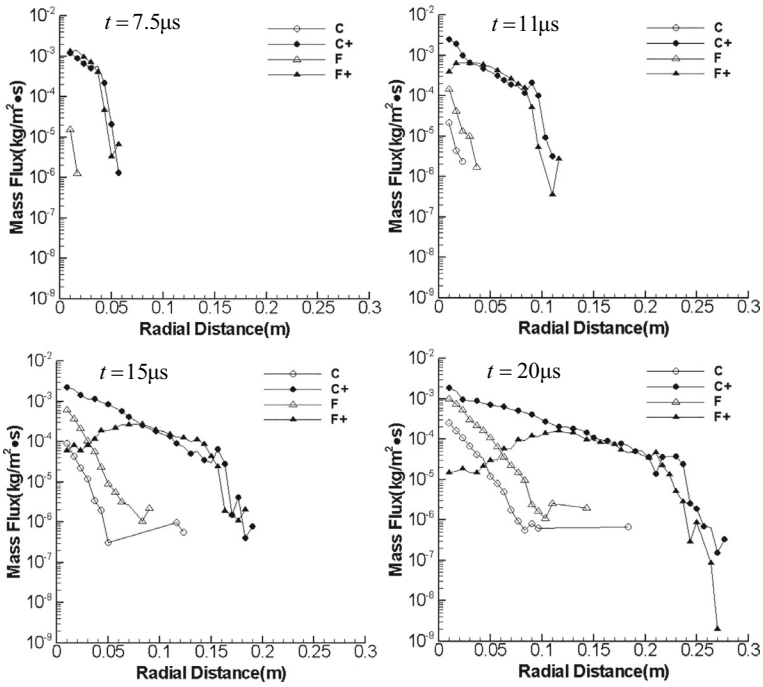 t = 7.5μs
C
C+
F
F+
10⁻²
10⁻³
10⁻⁴
10⁻⁵
10⁻⁶
10⁻⁷
10⁻⁸
10⁻⁹
Mass Flux(kg/m²•s)
0 0.05 0.1 0.15 0.2 0.25 0.3
Radial Distance(m)
t = 11μs
C
C+
F
F+
10⁻²
10⁻³
10⁻⁴
10⁻⁵
10⁻⁶
10⁻⁷
10⁻⁸
10⁻⁹
Mass Flux(kg/m²•s)
0 0.05 0.1 0.15 0.2 0.25 0.3
Radial Distance(m)
t = 15μs
C
C+
F
F+
10⁻²
10⁻³
10⁻⁴
10⁻⁵
10⁻⁶
10⁻⁷
10⁻⁸
10⁻⁹
Mass Flux(kg/m²•s)
0 0.05 0.1 0.15 0.2 0.25 0.3
Radial Distance(m)
t = 20μs
C
C+
F
F+
10⁻²
10⁻³
10⁻⁴
10⁻⁵
10⁻⁶
10⁻⁷
10⁻⁸
10⁻⁹
Mass Flux(kg/m²•s)
0 0.05 0.1 0.15 0.2 0.25 0.3
Radial Distance(m)